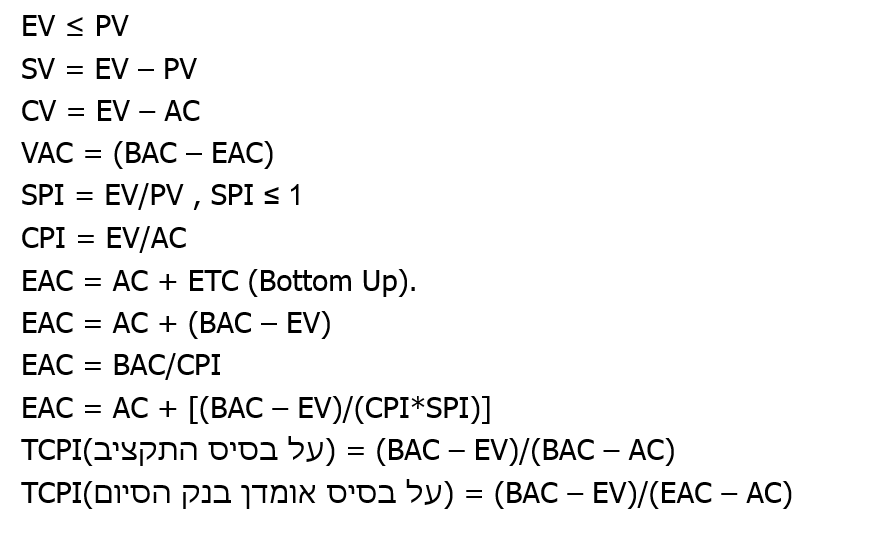 EV ≤ PV
SV = EV – PV
CV = EV – AC
VAC = (BAC – EAC)
SPI = EV/PV , SPI ≤ 1
CPI = EV/AC
EAC = AC + ETC (Bottom Up).
EAC = AC + (BAC – EV)
EAC = BAC/CPI
EAC = AC + [(BAC – EV)/(CPI*SPI)]
TCPI(על בסיס התקציב) = (BAC – EV)/(BAC – AC)
TCPI(על בסיס אומדן בנק הסיום) = (BAC – EV)/(EAC – AC)